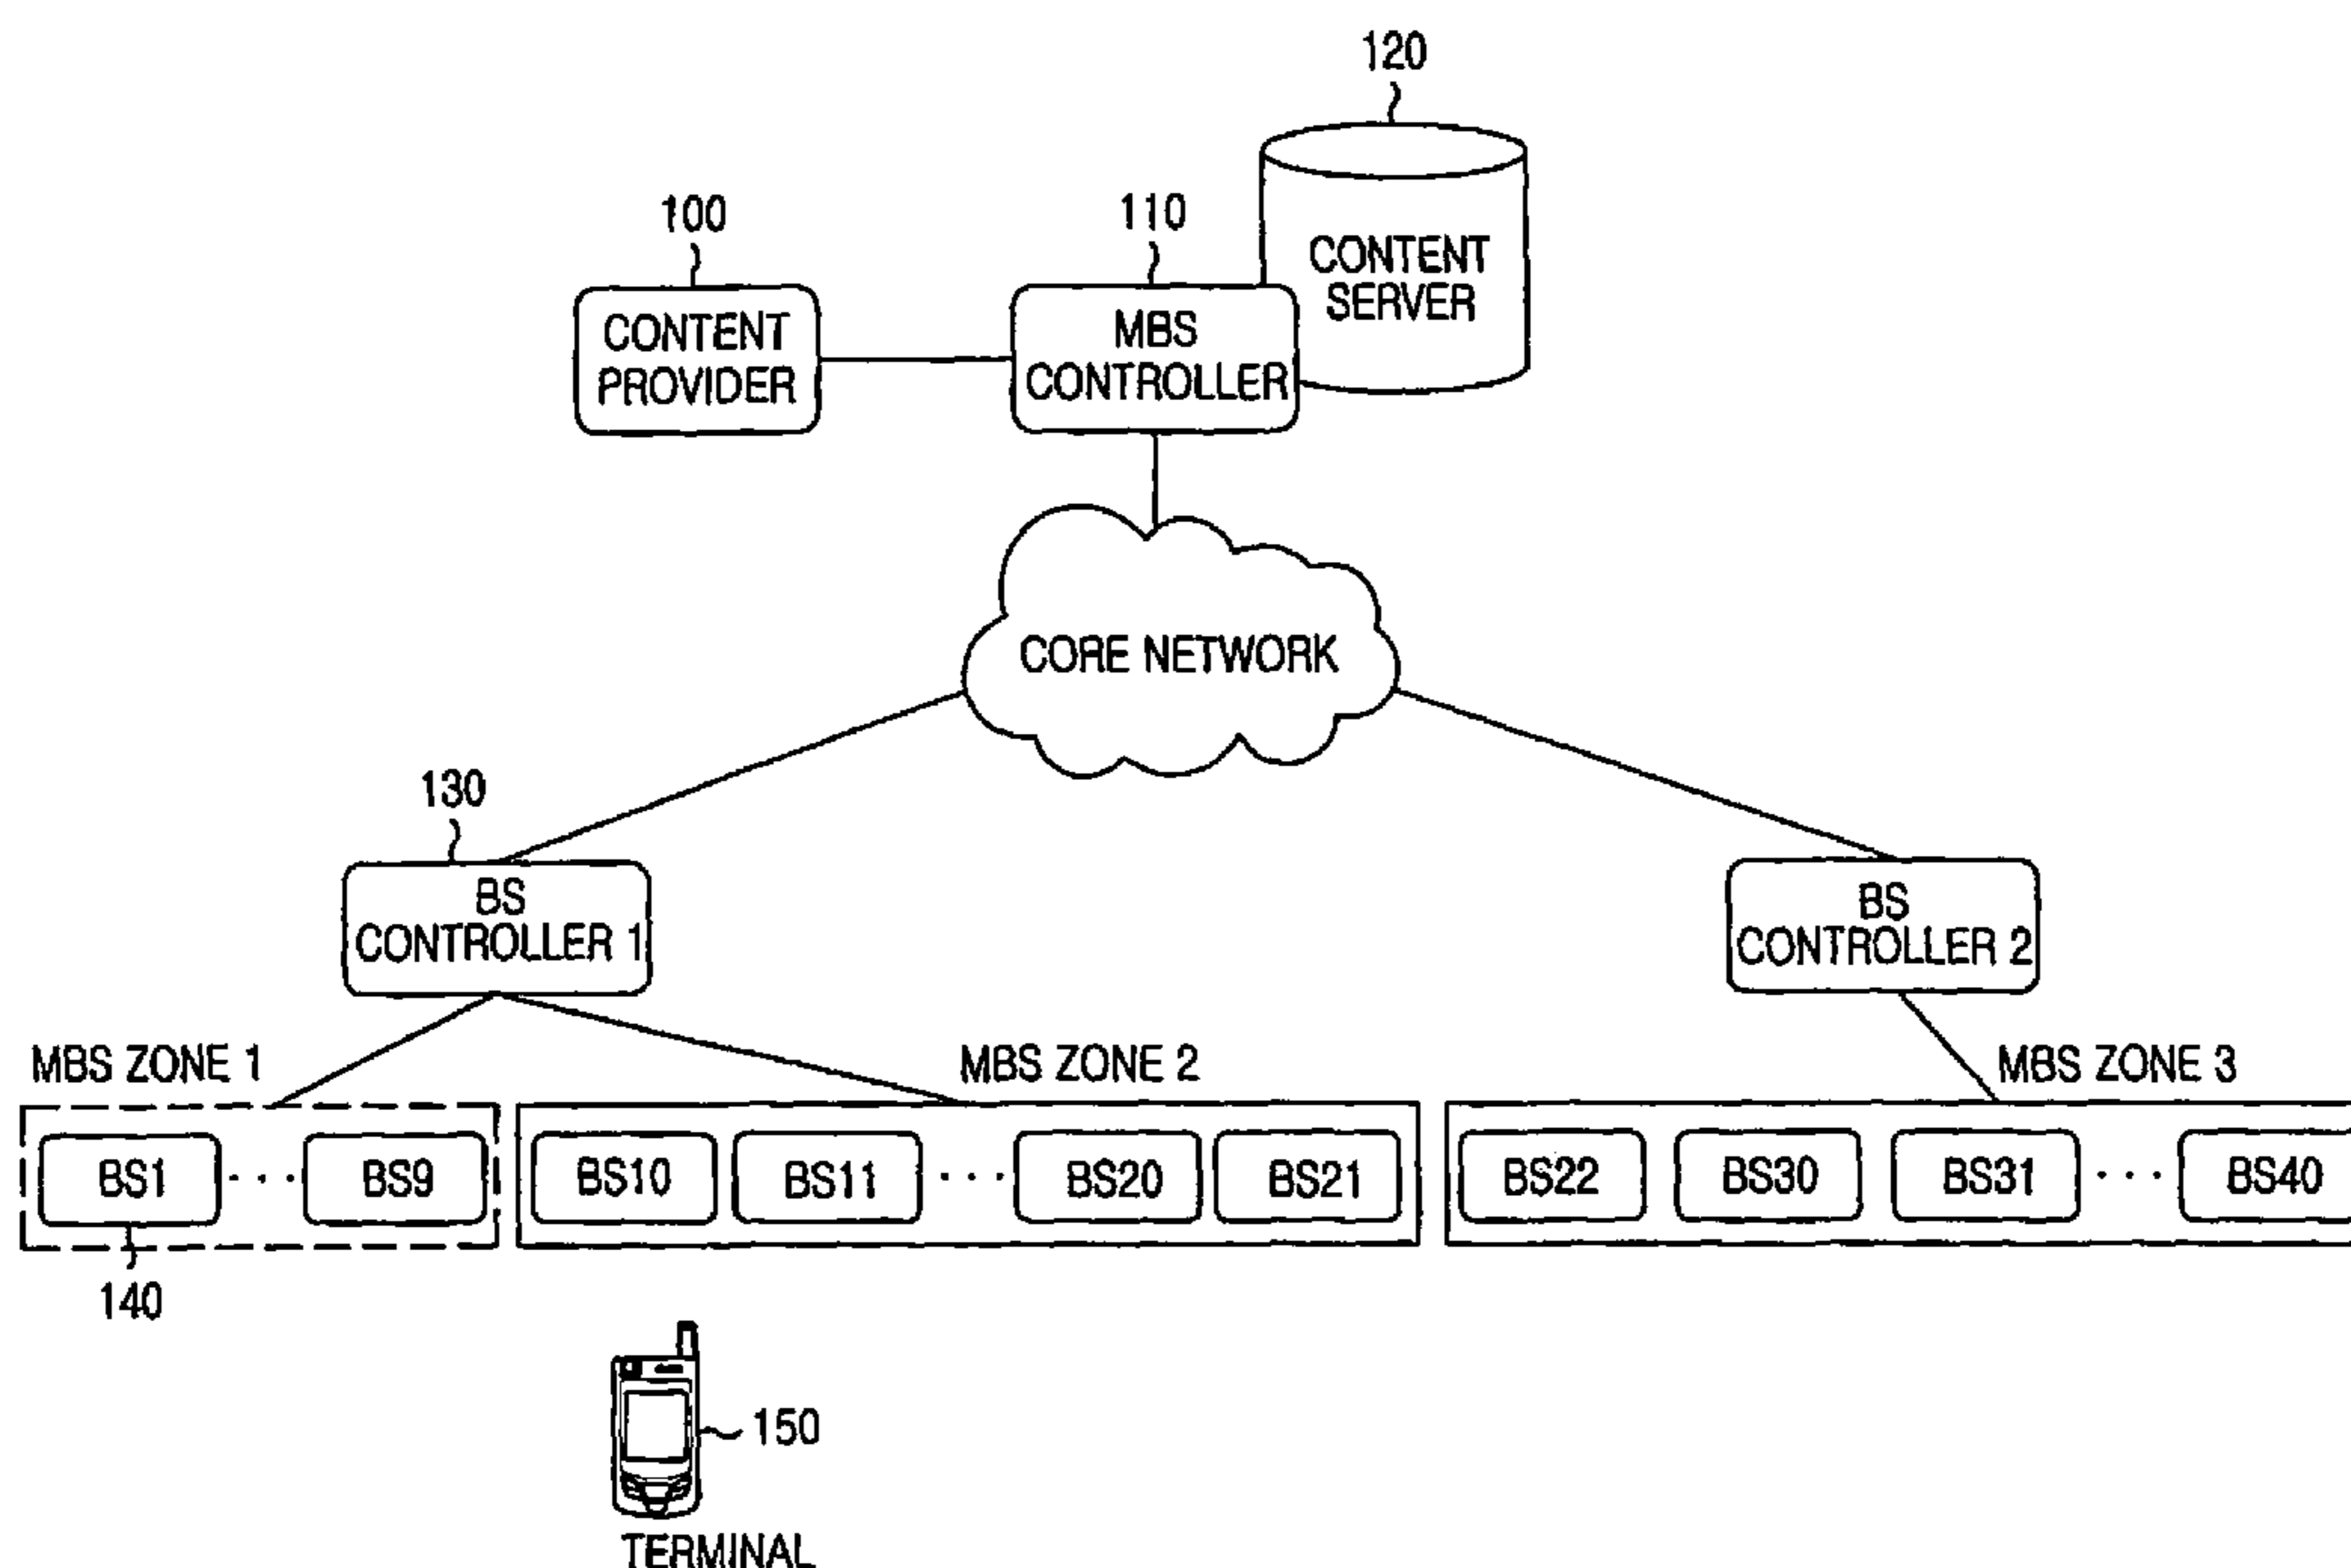 120
100
110
CONTENT
SERVER
CONTENT
PROVIDER
MBS
CONTROLLER
CORE NETWORK
130
BS
CONTROLLER 1
BS
CONTROLLER 2
MBS ZONE 1
MBS ZONE 2
MBS ZONE 3
BS1 ··· BS9 BS10 BS11 ··· BS20 BS21 BS22 BS30 BS31 ··· BS40
140
150
TERMINAL